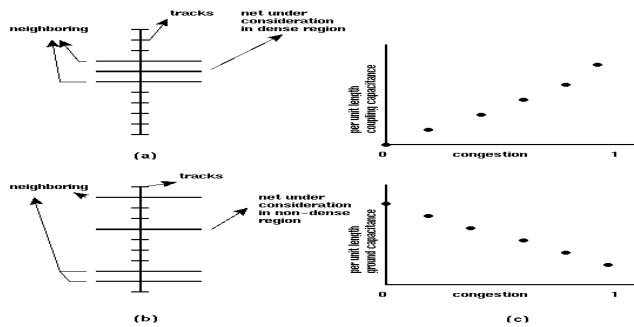 tracks
neighboring
net under
consideration
in dense region
(a)
neighboring
tracks
net under
consideration
in non-dense
region
(b)
per unit length
coupling capacitance
0
congestion
1
per unit length
ground capacitance
0
1
congestion
(c)